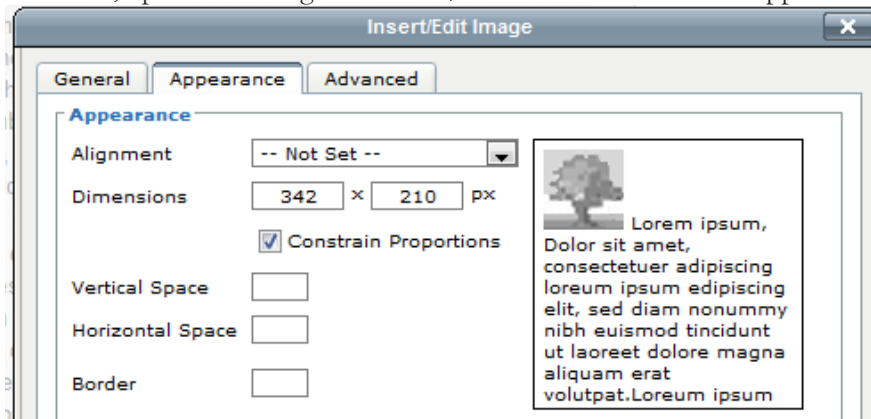 Insert/Edit Image
General Appearance Advanced
Appearance
Alignment -- Not Set --
Dimensions 342 x 210 px
Constrain Proportions
Vertical Space
Horizontal Space
Border
Lorem ipsum,
Dolor sit amet,
consectetuer adipiscing
loreum ipsum edipiscing
elit, sed diam nonummy
nibh euismod tincidunt
ut laoreet dolore magna
aliquam erat
volutpat.Loreum ipsum